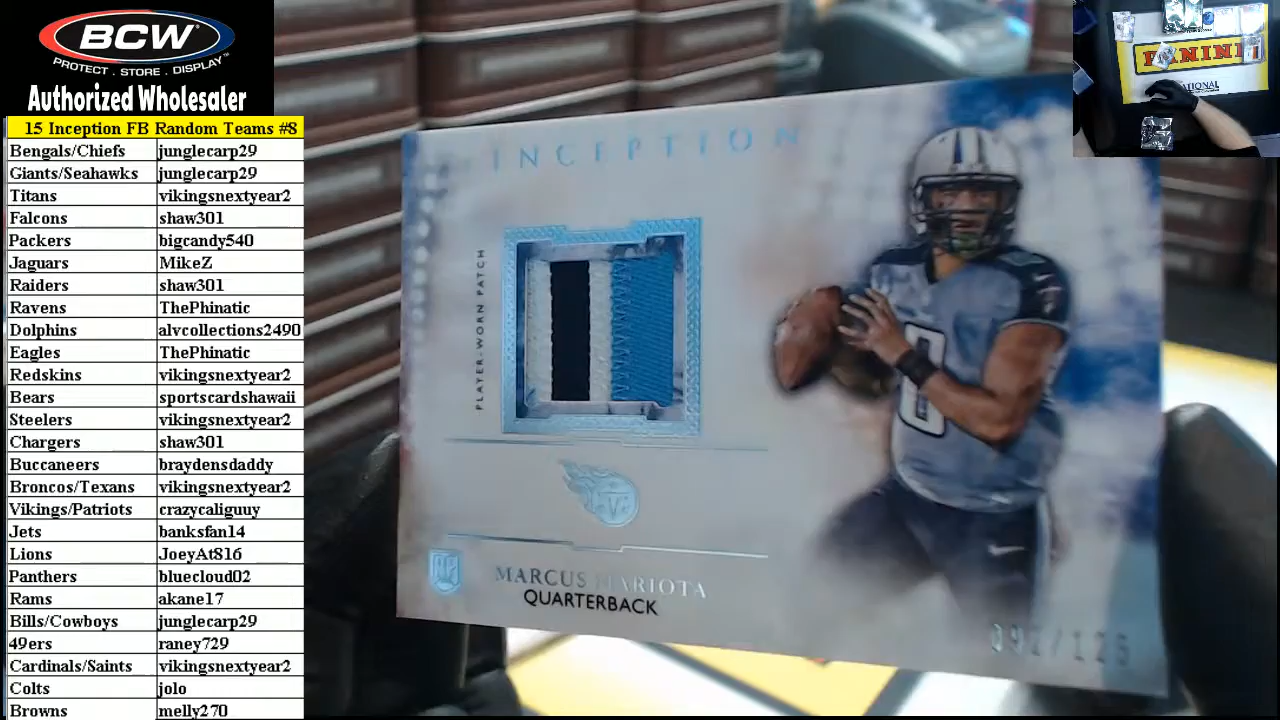 BCW
PROTECT . STORE . DISPLAY™
Authorized Wholesaler
15 Inception FB Random Teams #8
Bengals/Chiefs junglecarp29
Giants/Seahawks junglecarp29
Titans vikingsnextyear2
Falcons shaw301
Packers bigcandy540
Jaguars MikeZ
Raiders shaw301
Ravens ThePhinatic
Dolphins alvcollections2490
Eagles ThePhinatic
Redskins vikingsnextyear2
Bears sportscardshawaii
Steelers vikingsnextyear2
Chargers shaw301
Buccaneers braydensdaddy
Broncos/Texans vikingsnextyear2
Vikings/Patriots crazycaliguuy
Jets banksfan14
Lions JoeyAt816
Panthers bluecloud02
Rams akane17
Bills/Cowboys junglecarp29
49ers raney729
Cardinals/Saints vikingsnextyear2
Colts jolo
Browns melly270
INCEPTION
PLAYER-WORN PATCH
T
RC
MARCUS MARIOTA
QUARTERBACK
8
PANINI